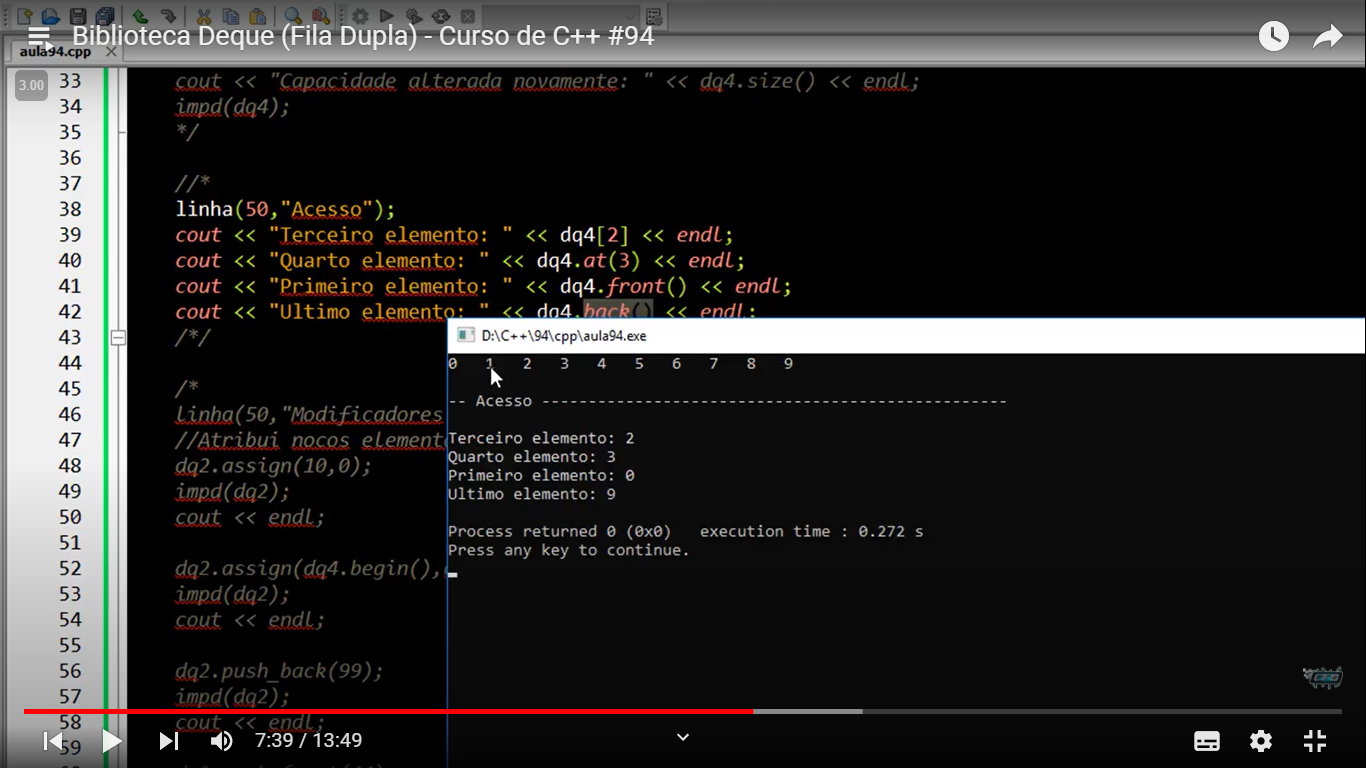 Biblioteca Deque (Fila Dupla) - Curso de C++ #94
aula94.cpp
3.00
33 cout << "Capacidade alterada novamente: " << dq4.size() << endl;
34 impd(dq4);
35 */
36
37 //*
38 linha(50,"Acesso");
39 cout << "Terceiro elemento: " << dq4[2] << endl;
40 cout << "Quarto elemento: " << dq4.at(3) << endl;
41 cout << "Primeiro elemento: " << dq4.front() << endl;
42 cout << "Ultimo elemento: " << dq4.back() << endl;
43 /*/
44
45 /*
46 linha(50,"Modificadores
47 //Atribui nocos element
48 dq2.assign(10,0);
49 impd(dq2);
50 cout << endl;
51
52 dq2.assign(dq4.begin(),
53 impd(dq2);
54 cout << endl;
55
56 dq2.push_back(99);
57 impd(dq2);
58 cout << endl;
59
D:\C++\94\cpp\aula94.exe
0 1 2 3 4 5 6 7 8 9
-- Acesso --------------------------------------------------
Terceiro elemento: 2
Quarto elemento: 3
Primeiro elemento: 0
Ultimo elemento: 9
Process returned 0 (0x0) execution time : 0.272 s
Press any key to continue.
7:39 / 13:49